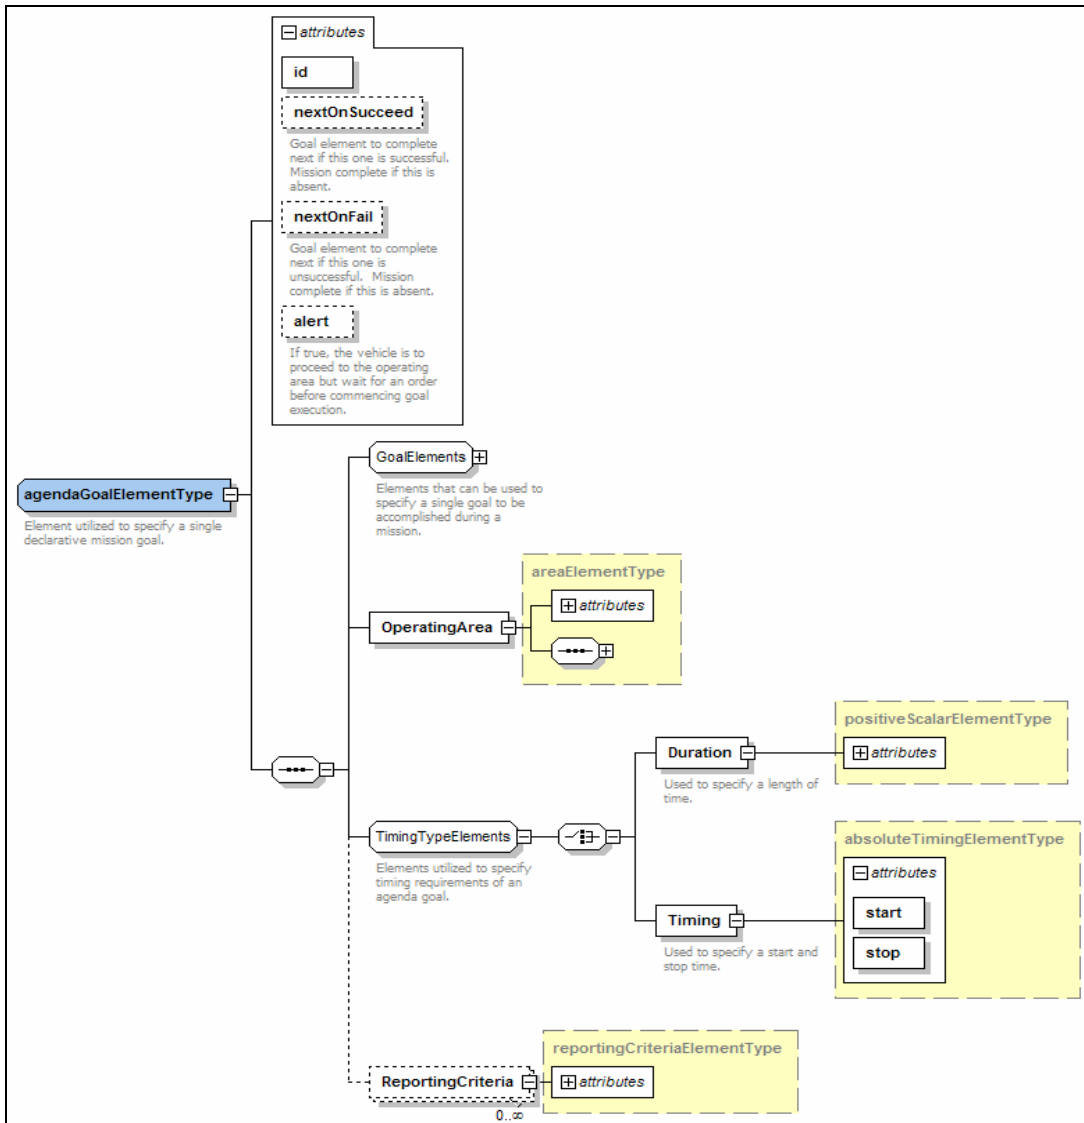 attributes
id
nextOnSucceed
Goal element to complete
next if this one is successful.
Mission complete if this is
absent.
nextOnFail
Goal element to complete
next if this one is
unsuccessful.  Mission
complete if this is absent.
alert
If true, the vehicle is to
proceed to the operating
area but wait for an order
before commencing goal
execution.
agendaGoalElementType
Element utilized to specify a single
declarative mission goal.
GoalElements
Elements that can be used to
specify a single goal to be
accomplished during a
mission.
areaElementType
attributes
OperatingArea
positiveScalarElementType
Duration
attributes
Used to specify a length of
time.
TimingTypeElements
Elements utilized to specify
timing requirements of an
agenda goal.
absoluteTimingElementType
attributes
start
stop
Timing
Used to specify a start and
stop time.
reportingCriteriaElementType
ReportingCriteria
attributes
0..∞